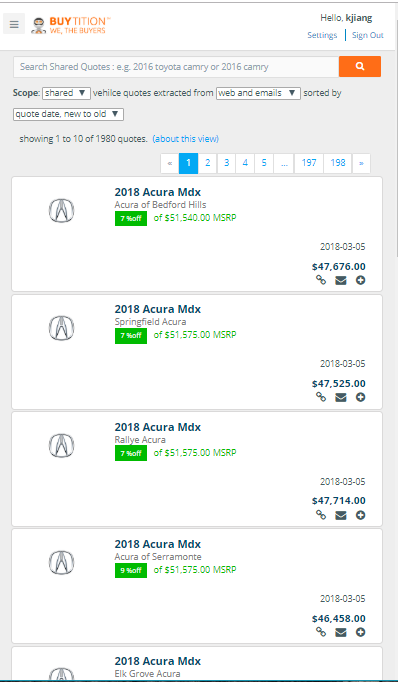 BUYTITION™
WE, THE BUYERS
Hello, kjiang
Settings | Sign Out
Search Shared Quotes : e.g. 2016 toyota camry or 2016 camry
Scope: shared ▼ vehilce quotes extracted from web and emails ▼ sorted by
quote date, new to old ▼
showing 1 to 10 of 1980 quotes. (about this view)
« 1 2 3 4 5 ... 197 198 »
2018 Acura Mdx
Acura of Bedford Hills
7 %off of $51,540.00 MSRP
2018-03-05
$47,676.00
2018 Acura Mdx
Springfield Acura
7 %off of $51,575.00 MSRP
2018-03-05
$47,525.00
2018 Acura Mdx
Rallye Acura
7 %off of $51,575.00 MSRP
2018-03-05
$47,714.00
2018 Acura Mdx
Acura of Serramonte
9 %off of $51,575.00 MSRP
2018-03-05
$46,458.00
2018 Acura Mdx
Elk Grove Acura